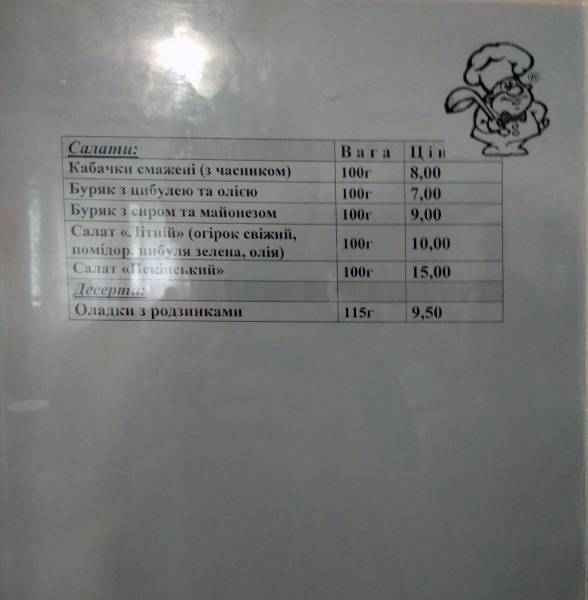 ®
Салати: Вага Цін
Кабачки смажені (з часником) 100г 8,00
Буряк з цибулею та олією 100г 7,00
Буряк з сиром та майонезом 100г 9,00
Салат «Літній» (огірок свіжий,
помідор, цибуля зелена, олія) 100г 10,00
Салат «Пекінський» 100г 15,00
Десерти:
Оладки з родзинками 115г 9,50